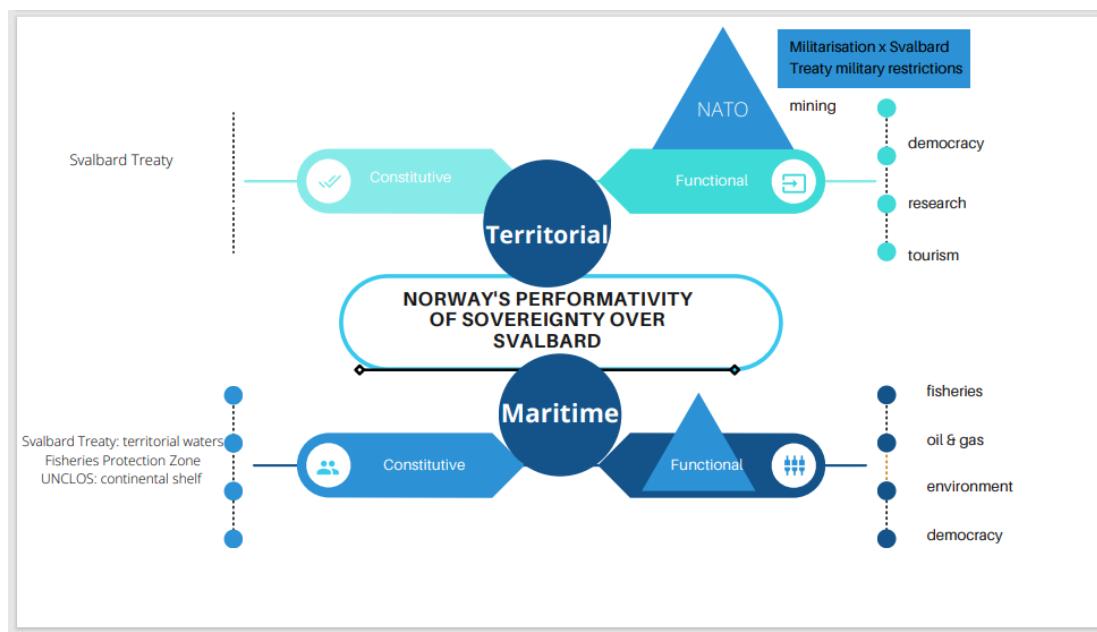 Militarisation x Svalbard
Treaty military restrictions
NATO
mining
Svalbard Treaty
Constitutive
Functional
democracy
research
tourism
Territorial
NORWAY'S PERFORMATIVITY
OF SOVEREIGNTY OVER
SVALBARD
Maritime
Svalbard Treaty: territorial waters
Fisheries Protection Zone
UNCLOS: continental shelf
Constitutive
Functional
fisheries
oil & gas
environment
democracy